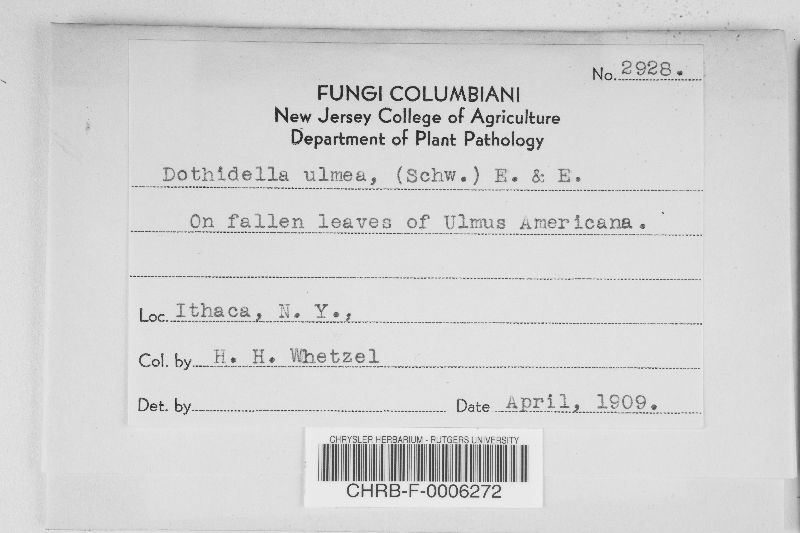 No. 2928.
FUNGI COLUMBIANI
New Jersey College of Agriculture
Department of Plant Pathology
Dothidella ulmea, (Schw.) E. & E.
On fallen leaves of Ulmus Americana.
Loc. Ithaca, N. Y.,
Col. by H. H. Whetzel
Det. by Date April, 1909.
CHRYSLER HERBARIUM - RUTGERS UNIVERSITY
CHRB-F-0006272